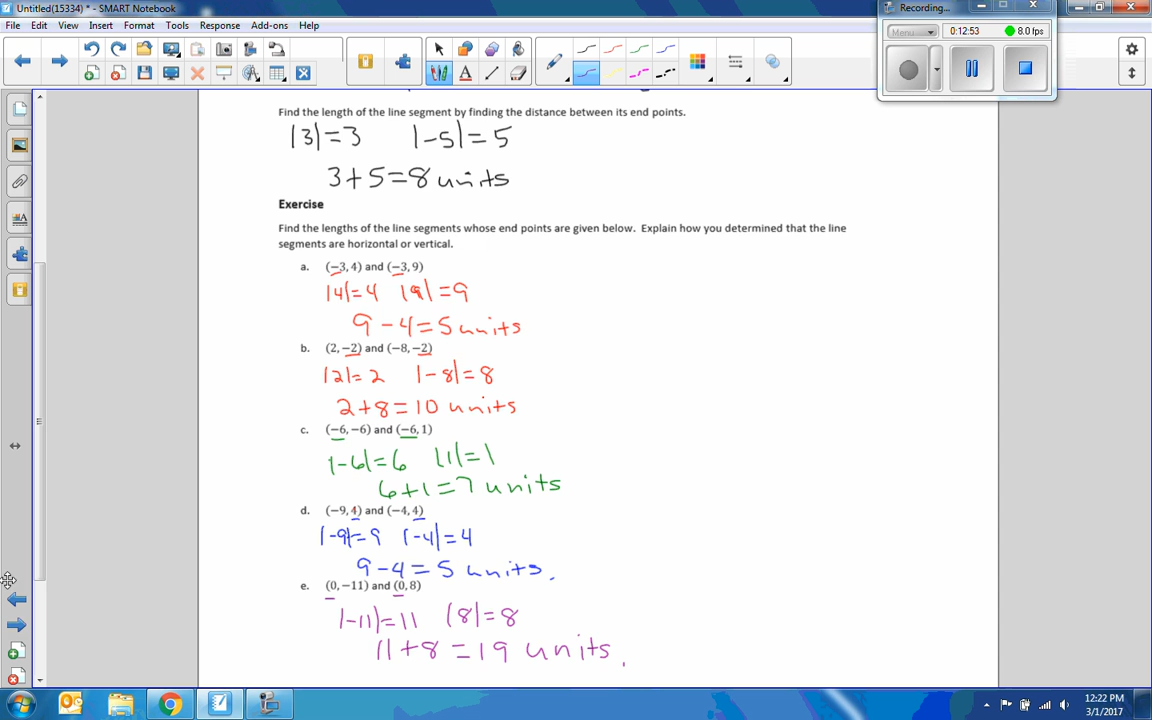 Untitled(15334) * - SMART Notebook
File Edit View Insert Format Tools Response Add-ons Help
Recording...
Menu
0:12:53
8.0 fps
Find the length of the line segment by finding the distance between its end points.
|3|=3 |-5|=5
3+5=8 units
Exercise
Find the lengths of the line segments whose end points are given below. Explain how you determined that the line
segments are horizontal or vertical.
a. (−3, 4) and (−3, 9)
|4|=4 |9|=9
9-4=5 units
b. (2, −2) and (−8, −2)
|2|=2 |-8|=8
2+8=10 units
c. (−6, −6) and (−6, 1)
|-6|=6 |1|=1
6+1=7 units
d. (−9, 4) and (−4, 4)
|-9|=9 |-4|=4
9-4=5 units.
e. (0, −11) and (0, 8)
|-11|=11 |8|=8
11+8=19 units.
12:22 PM
3/1/2017